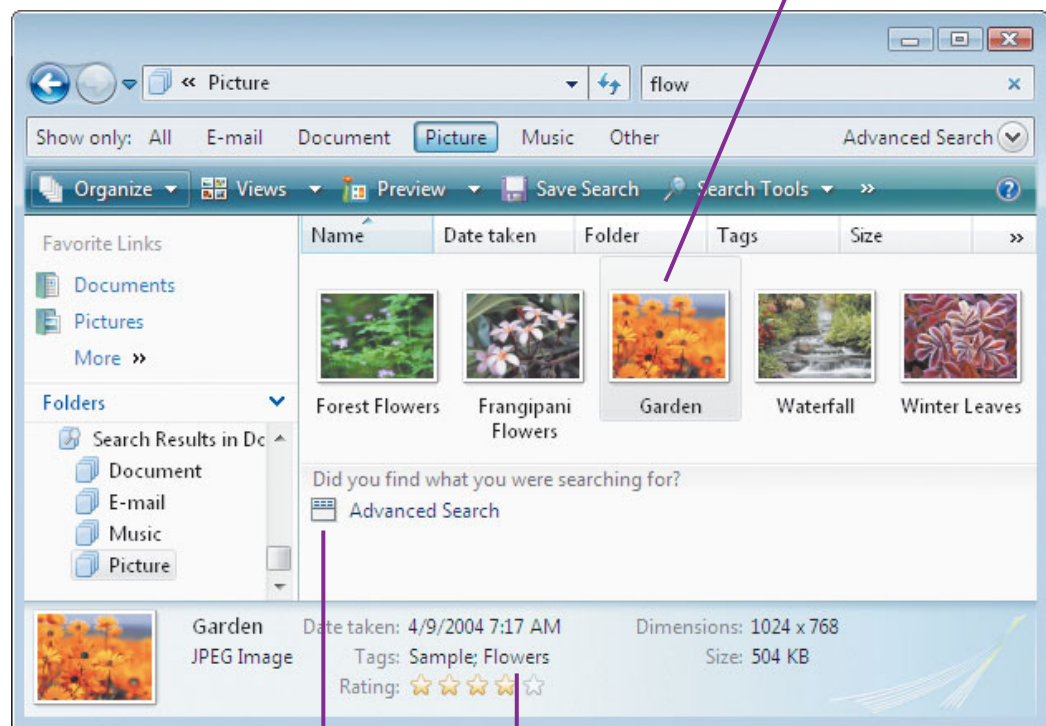 « Picture
flow
Show only: All E-mail Document Picture Music Other Advanced Search
Organize Views Preview Save Search Search Tools »
Favorite Links
Documents
Pictures
More »
Folders
Search Results in Dc
Document
E-mail
Music
Picture
Name Date taken Folder Tags Size »
Forest Flowers
Frangipani
Flowers
Garden
Waterfall
Winter Leaves
Did you find what you were searching for?
Advanced Search
Garden
JPEG Image
Date taken: 4/9/2004 7:17 AM
Tags: Sample; Flowers
Rating:
Dimensions: 1024 x 768
Size: 504 KB